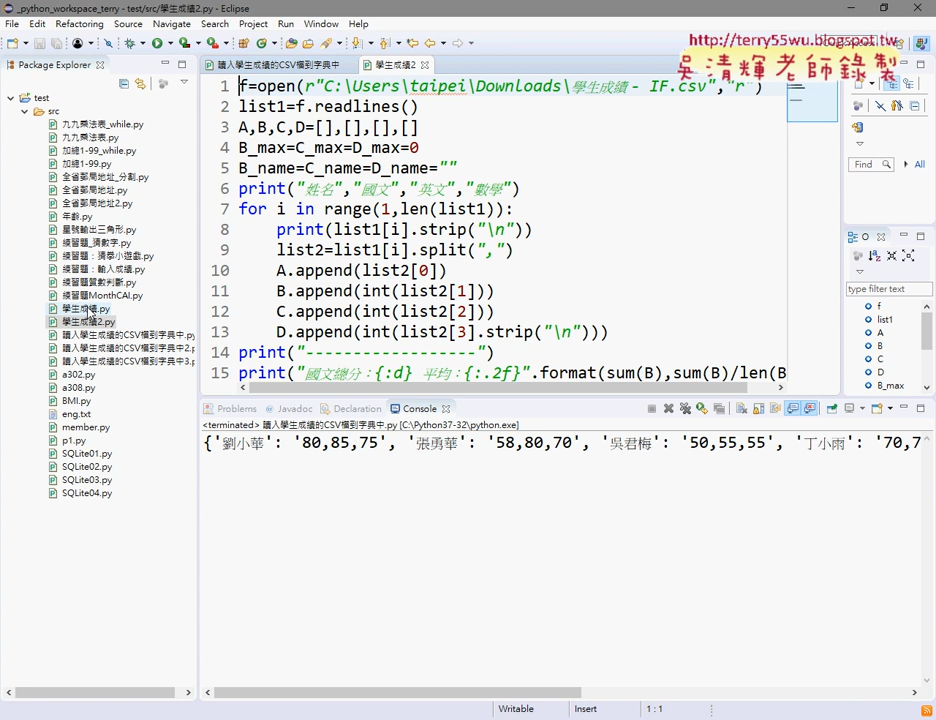 _python_workspace_terry - test/src/學生成績2.py - Eclipse
File Edit Refactoring Source Navigate Search Project Run Window Help
http://terry55wu.blogspot.tw
吳清輝老師錄製
Package Explorer
讀入學生成績的CSV檔到字典中
學生成績2
test
src
九九乘法表_while.py
九九乘法表.py
加總1-99_while.py
加總1-99.py
全省郵局地址_分割.py
全省郵局地址.py
全省郵局地址2.py
年齡.py
星號輸出三角形.py
練習題_猜數字.py
練習題：猜拳小遊戲.py
練習題：輸入成績.py
練習題質數判斷.py
練習題MonthCAI.py
學生成績.py
學生成績2.py
讀入學生成績的CSV檔到字典中.py
讀入學生成績的CSV檔到字典中2.py
讀入學生成績的CSV檔到字典中3.py
a302.py
a308.py
BMI.py
eng.txt
member.py
p1.py
SQLite01.py
SQLite02.py
SQLite03.py
SQLite04.py
1 f=open(r"C:\Users\taipei\Downloads\學生成績 - IF.csv","r")
2 list1=f.readlines()
3 A,B,C,D=[],[],[],[]
4 B_max=C_max=D_max=0
5 B_name=C_name=D_name=""
6 print("姓名","國文","英文","數學")
7 for i in range(1,len(list1)):
8 print(list1[i].strip("\n"))
9 list2=list1[i].split(",")
10 A.append(list2[0])
11 B.append(int(list2[1]))
12 C.append(int(list2[2]))
13 D.append(int(list2[3].strip("\n")))
14 print("-----------------")
15 print("國文總分：{:d} 平均：{:.2f}".format(sum(B),sum(B)/len(B
Find
All
O
type filter text
f
list1
A
B
C
D
B_max
Problems Javadoc Declaration Console
<terminated> 讀入學生成績的CSV檔到字典中.py [C:\Python37-32\python.exe]
{'劉小華': '80,85,75', '張勇華': '58,80,70', '吳君梅': '50,55,55', '丁小雨': '70,7
Writable Insert 1 : 1